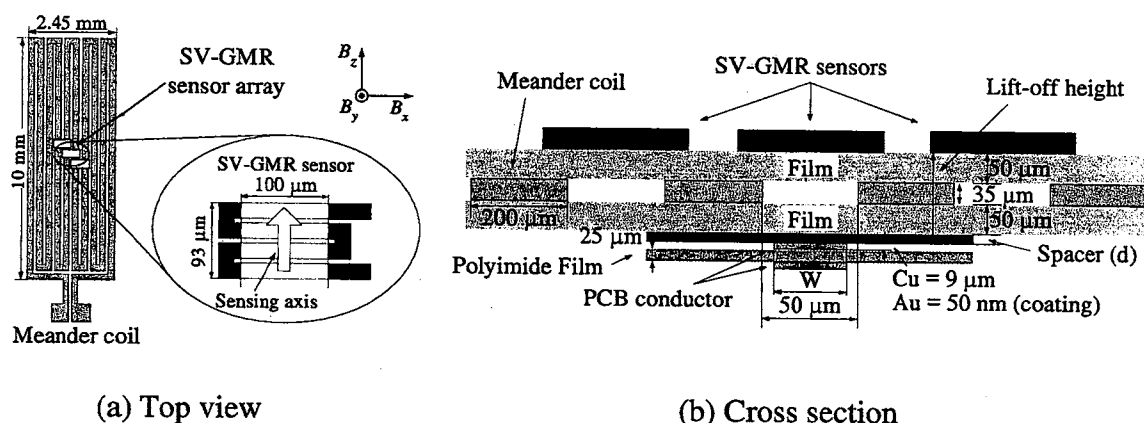 2.45 mm
SV-GMR
sensor array
B_z
B_y B_x
10 mm
SV-GMR sensor
100 μm
93 μm
Sensing axis
Meander coil
(a) Top view
SV-GMR sensors
Meander coil
Lift-off height
Film
50 μm
35 μm
200 μm
Film
50 μm
25 μm
Spacer (d)
Polyimide Film
W
Cu = 9 μm
PCB conductor
Au = 50 nm (coating)
50 μm
(b) Cross section